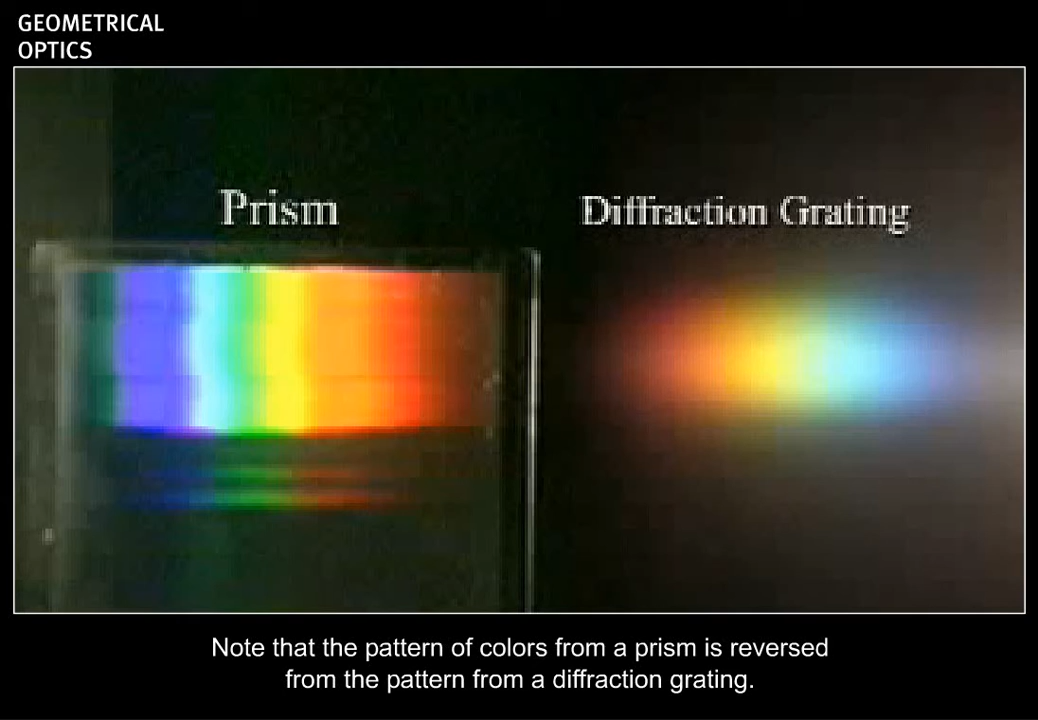 GEOMETRICAL
OPTICS
Prism
Diffraction Grating
Note that the pattern of colors from a prism is reversed
from the pattern from a diffraction grating.